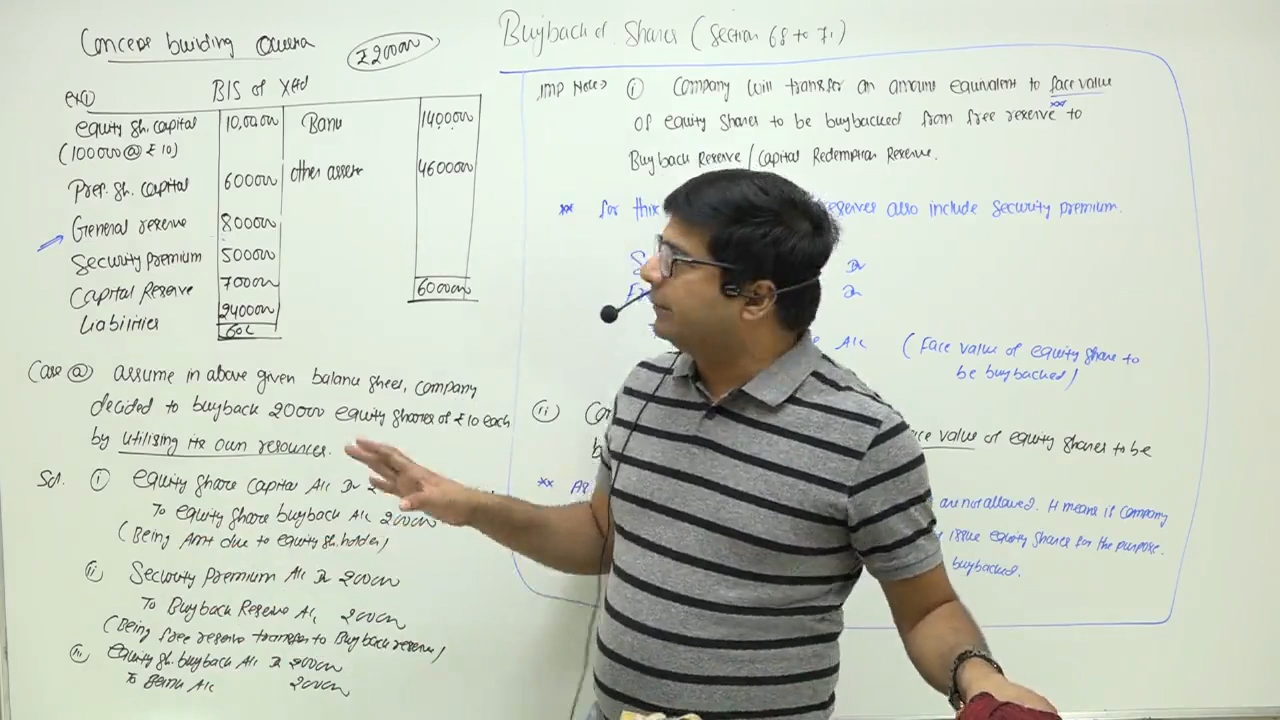 Concept building
₹20000
ex①
B/S of X Ltd
equity sh. capital 10,00,000 Bank 1400,000
(100000 @ ₹10)
Pref. sh. capital 600000 other assets 4600000
General reserve 800000
Security premium 500000
Capital Reserve 700000 6000000
Liabilities 2400000
60L
Case ⓐ assume in above given balance sheet, company
decided to buyback 20000 equity shares of ₹10 each
by utilising its own resources.
Sol. ⓘ equity share capital A/c Dr
To equity share buyback A/c 200000
(Being Amt due to equity sh. holder)
ⅱ Security Premium A/c Dr 200000
To Buyback Reserve A/c 200000
(Being free reserve transfer to Buyback reserve)
equity sh. buyback A/c Dr 200000
To Bank A/c 200000
Buyback of Shares (Section 68 to 71)
IMP Notes ⓘ Company will transfer an amount equivalent to face value
of equity shares to be buybacked from free reserve to
Buyback Reserve / Capital Redemption Reserve.
** for this reserves also include security premium.
Dr
A/c (face value of equity share to
be buybacked)
ⅱ face value of equity shares to be
** are not allowed. It means if company
issue equity shares for the purpose.
buybacked.